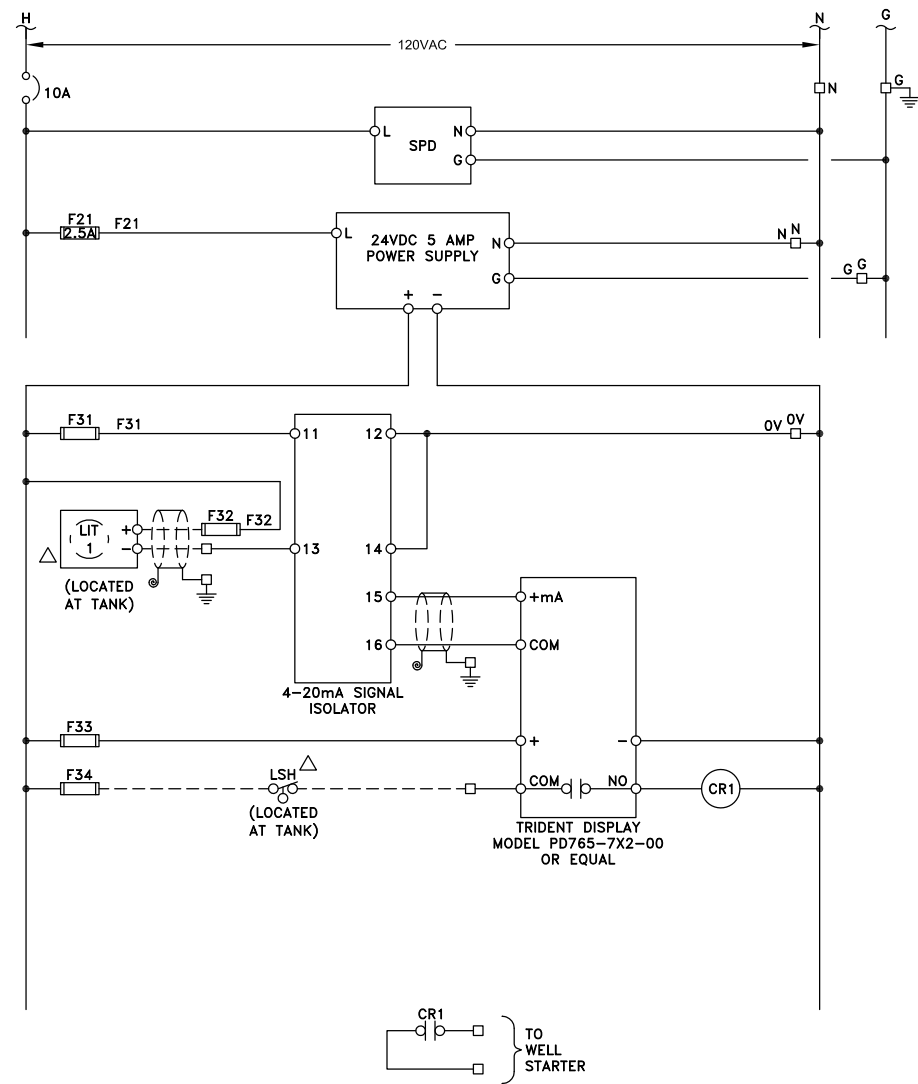 H
N
G
120VAC
10A
N
G
L
SPD
N
G
F21
2.5A
F21
L
24VDC 5 AMP
POWER SUPPLY
N
G
N
N
G
G
+
−
F31
F31
11
12
0V
0V
LIT
1
+
−
F32
F32
13
14
(LOCATED
AT TANK)
15
16
+mA
COM
4−20mA SIGNAL
ISOLATOR
F33
+
−
F34
LSH
(LOCATED
AT TANK)
COM
NO
CR1
TRIDENT DISPLAY
MODEL PD765−7X2−00
OR EQUAL
CR1
TO
WELL
STARTER